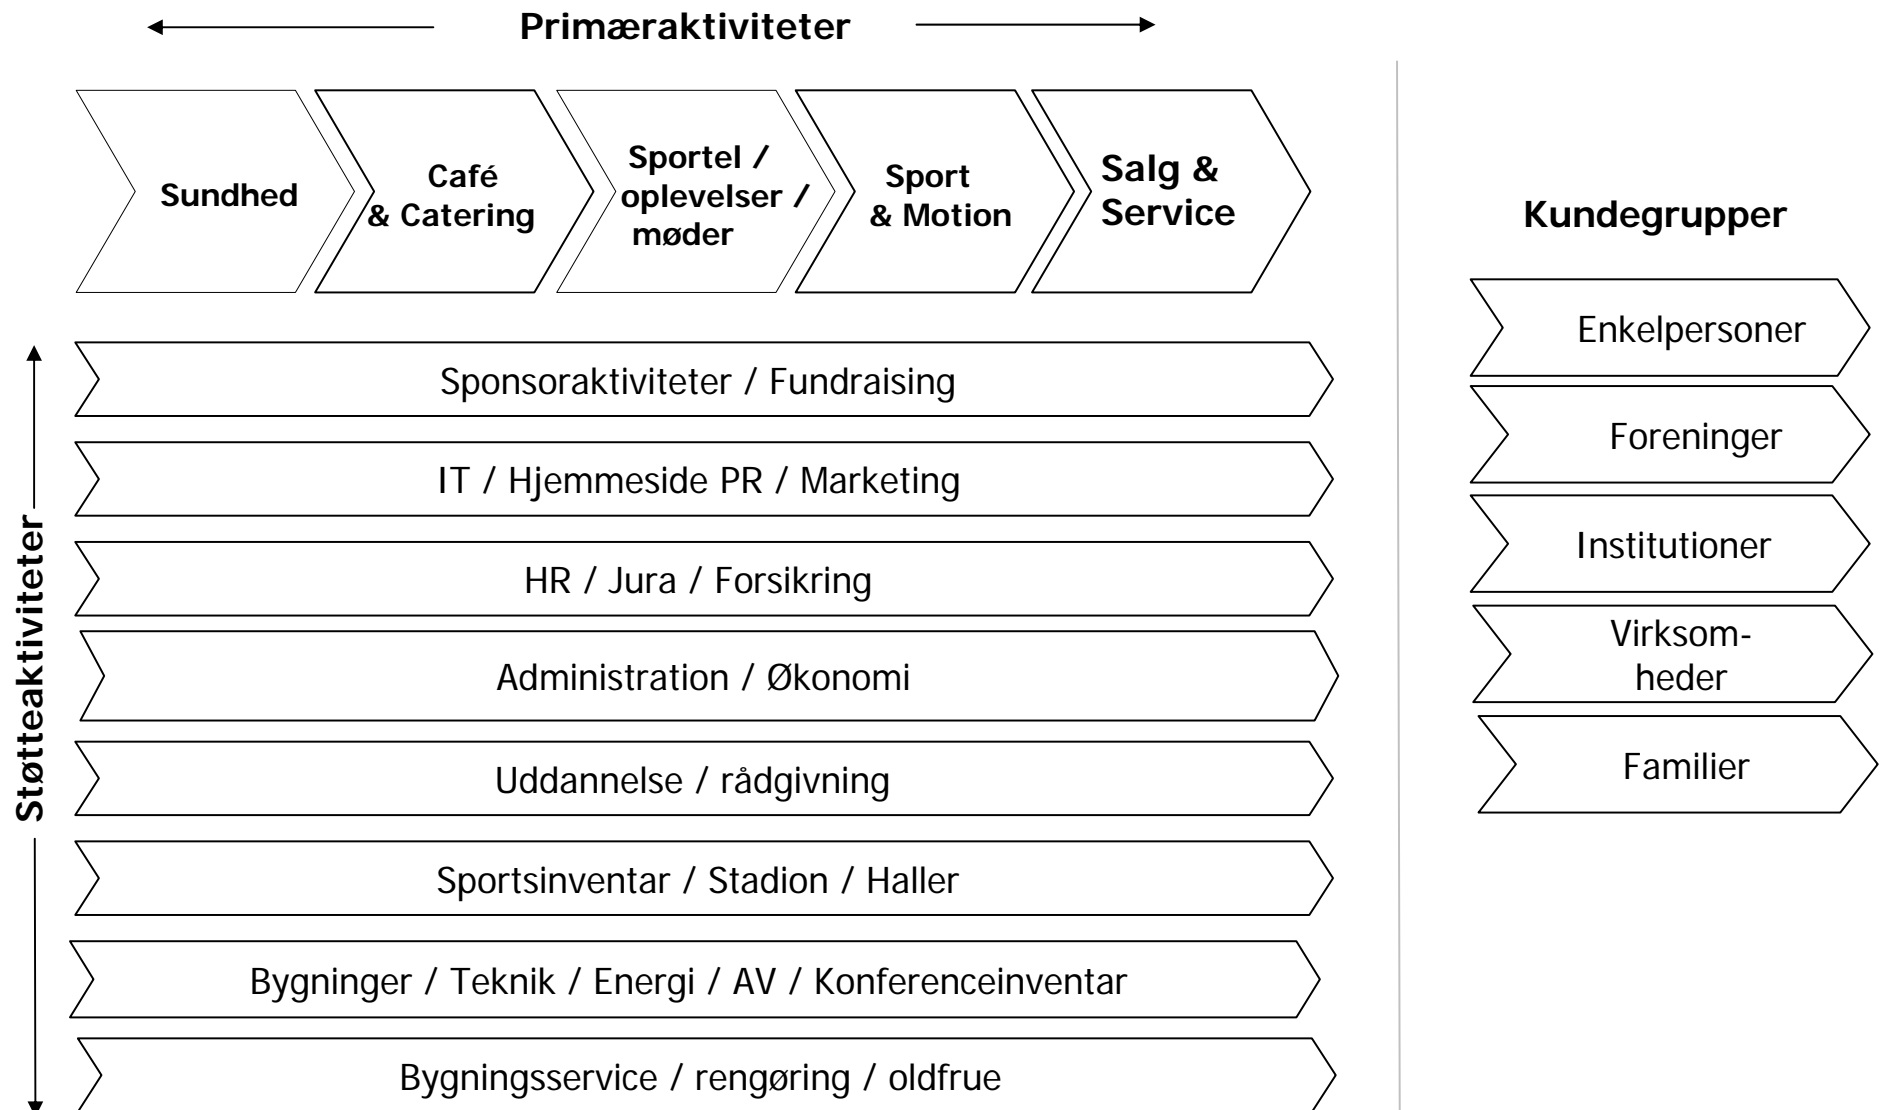 Primæraktiviteter
Sundhed
Café
& Catering
Sportel /
oplevelser /
møder
Sport
& Motion
Salg &
Service
Støtteaktiviteter
Sponsoraktiviteter / Fundraising
IT / Hjemmeside PR / Marketing
HR / Jura / Forsikring
Administration / Økonomi
Uddannelse / rådgivning
Sportsinventar / Stadion / Haller
Bygninger / Teknik / Energi / AV / Konferenceinventar
Bygningsservice / rengøring / oldfrue
Kundegrupper
Enkelpersoner
Foreninger
Institutioner
Virksom-
heder
Familier